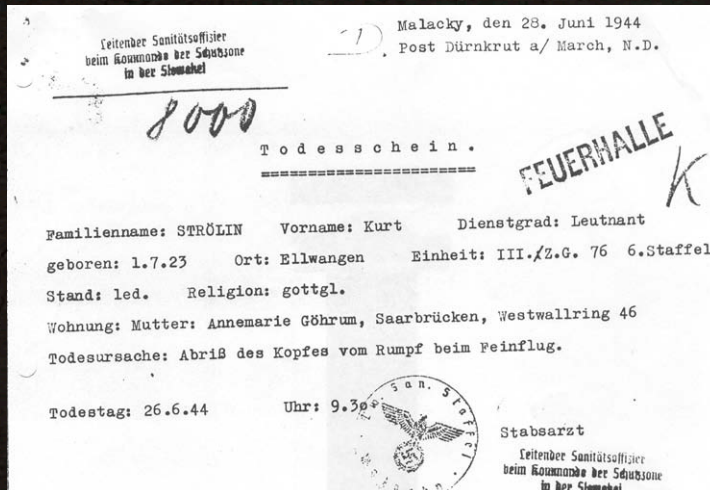 Malacky, den 28. Juni 1944
Post Dürnkrut a/ March, N.D.
Leitender Sanitätsoffizier
beim Kommando der Schutzzone
in der Slowakei
1
8000
Todesschein.
FEUERHALLE
K
Familienname: STRÖLIN Vorname: Kurt Dienstgrad: Leutnant
geboren: 1.7.23 Ort: Ellwangen Einheit: III./Z.G. 76 6.Staffel
Stand: led. Religion: gottgl.
Wohnung: Mutter: Annemarie Göhrum, Saarbrücken, Westwallring 46
Todesursache: Abriß des Kopfes vom Rumpf beim Feinflug.
Todestag: 26.6.44 Uhr: 9.30
San. Staffel
Stabsarzt
Leitender Sanitätsoffizier
beim Kommando der Schutzzone
in der Slowakei